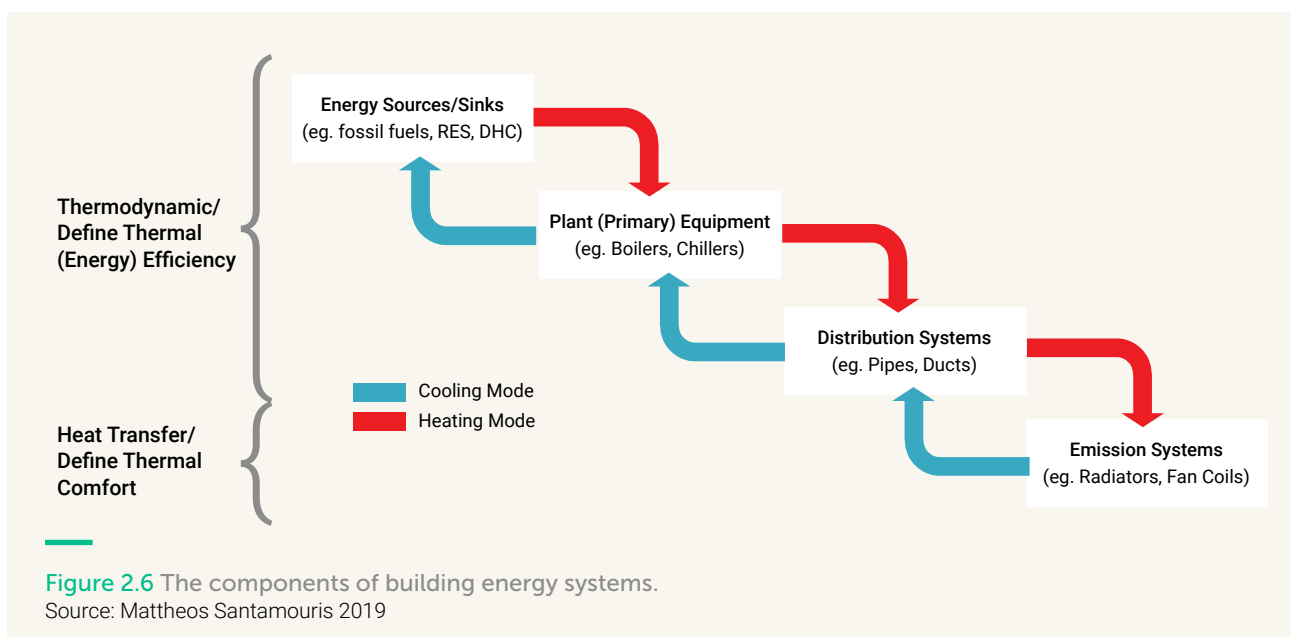 Energy Sources/Sinks
(eg. fossil fuels, RES, DHC)
Thermodynamic/
Define Thermal
(Energy) Efficiency
Plant (Primary) Equipment
(eg. Boilers, Chillers)
Distribution Systems
(eg. Pipes, Ducts)
Cooling Mode
Heating Mode
Heat Transfer/
Define Thermal
Comfort
Emission Systems
(eg. Radiators, Fan Coils)
Figure 2.6 The components of building energy systems.
Source: Mattheos Santamouris 2019